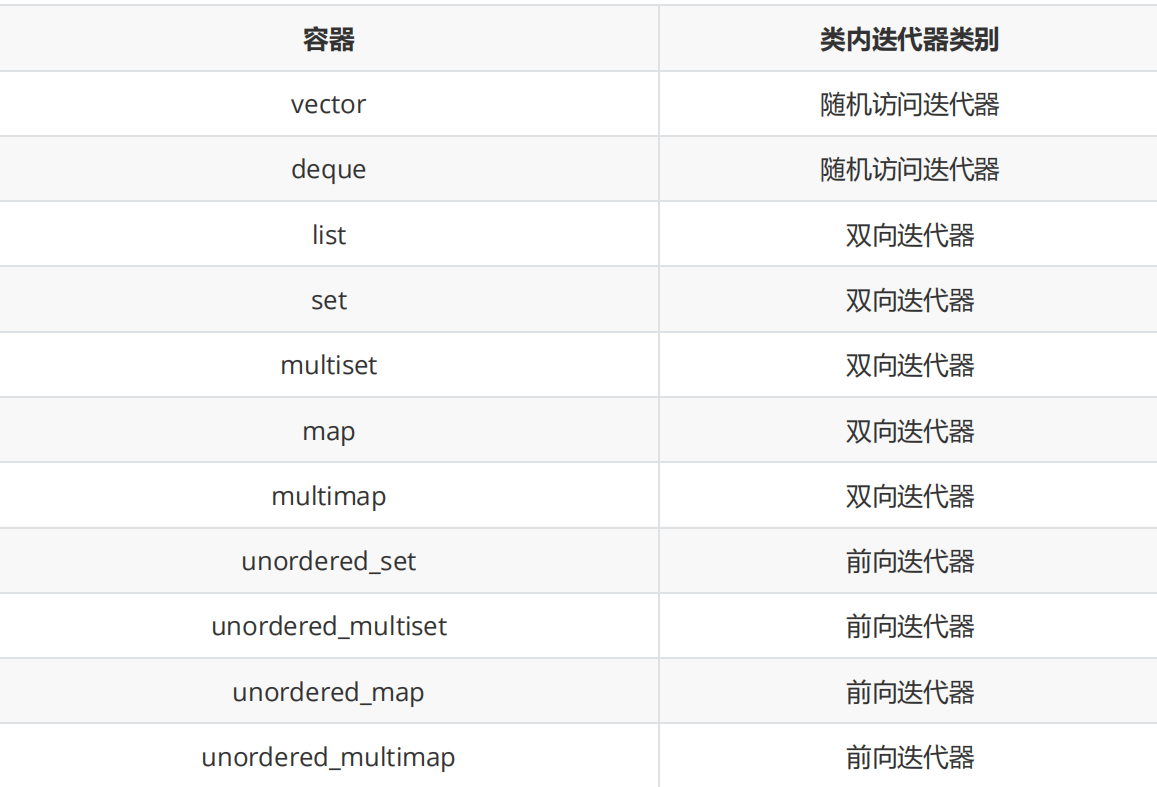 容器 类内迭代器类别
vector 随机访问迭代器
deque 随机访问迭代器
list 双向迭代器
set 双向迭代器
multiset 双向迭代器
map 双向迭代器
multimap 双向迭代器
unordered_set 前向迭代器
unordered_multiset 前向迭代器
unordered_map 前向迭代器
unordered_multimap 前向迭代器